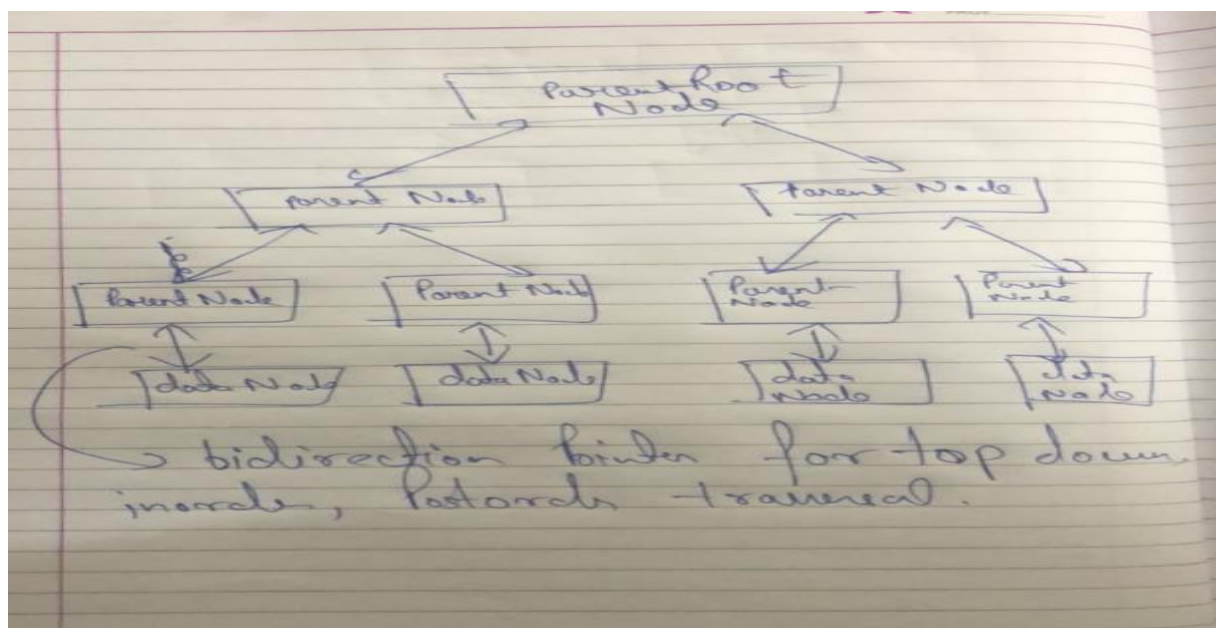 Parent Root
Node
Parent Node
Parent Node
Parent Node
Parent Node
Parent
Node
Parent
Node
data Node
data Node
data
Node
data
Node
bidirection pointer for top down
inorder, Postorder traversal.